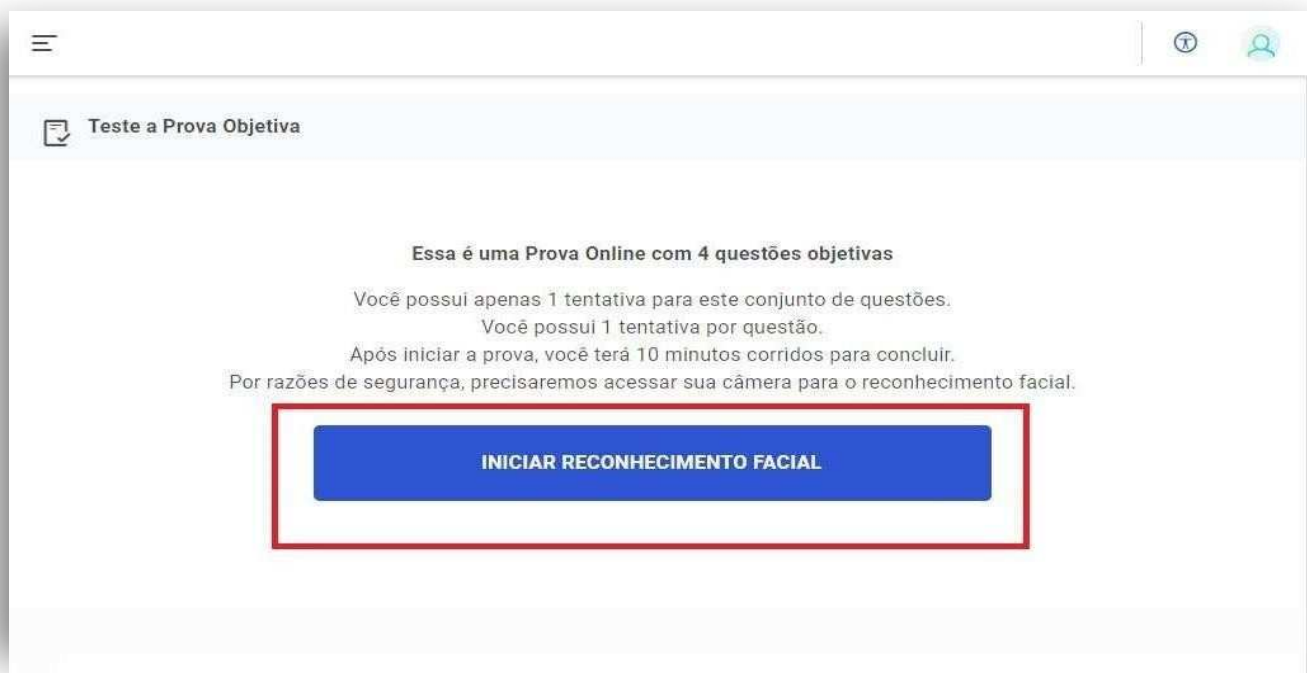 Teste a Prova Objetiva
Essa é uma Prova Online com 4 questões objetivas
Você possui apenas 1 tentativa para este conjunto de questões.
Você possui 1 tentativa por questão.
Após iniciar a prova, você terá 10 minutos corridos para concluir.
Por razões de segurança, precisaremos acessar sua câmera para o reconhecimento facial.
INICIAR RECONHECIMENTO FACIAL